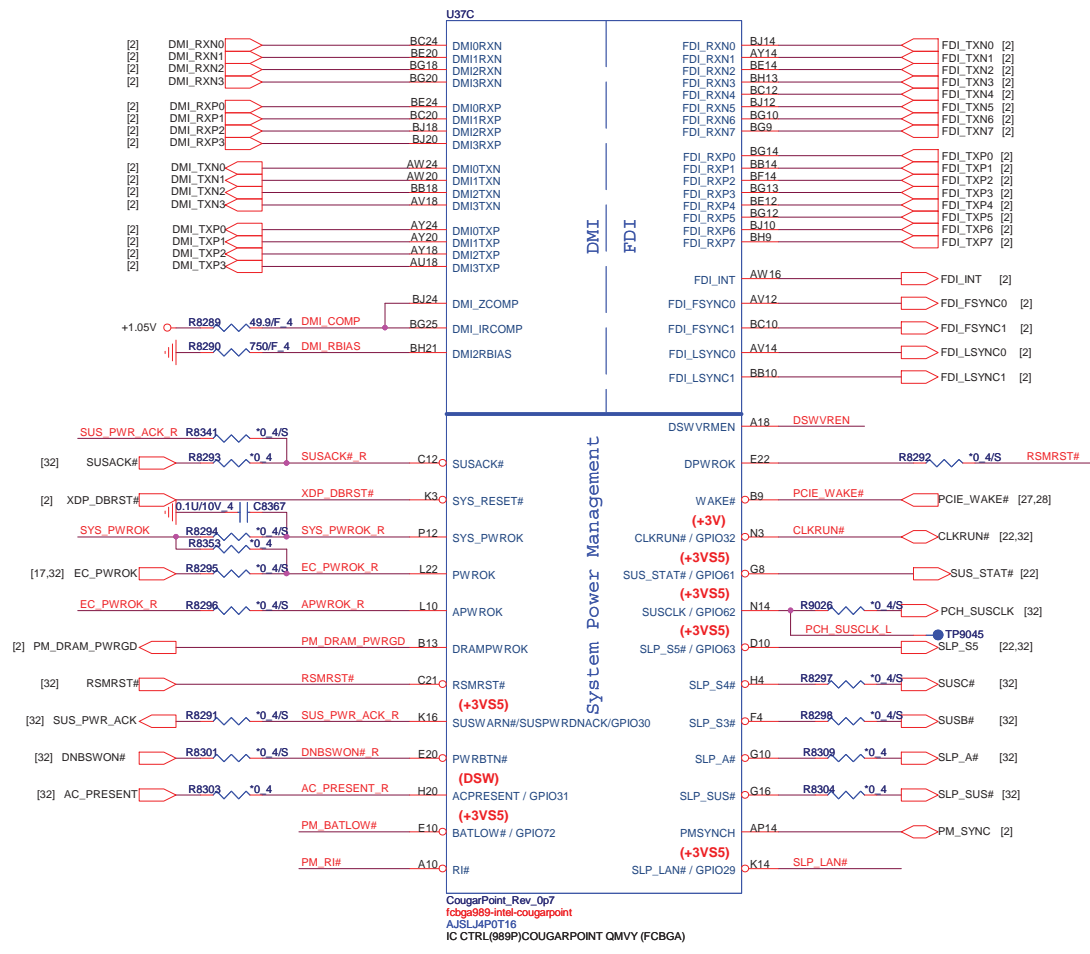 U37C
[2] DMI_RXN0 BC24 DMI0RXN FDI_RXN0 BJ14 FDI_TXN0 [2]
[2] DMI_RXN1 BE20 DMI1RXN FDI_RXN1 AY14 FDI_TXN1 [2]
[2] DMI_RXN2 BG18 DMI2RXN FDI_RXN2 BE14 FDI_TXN2 [2]
[2] DMI_RXN3 BG20 DMI3RXN FDI_RXN3 BH13 FDI_TXN3 [2]
FDI_RXN4 BC12 FDI_TXN4 [2]
[2] DMI_RXP0 BE24 DMI0RXP FDI_RXN5 BJ12 FDI_TXN5 [2]
[2] DMI_RXP1 BC20 DMI1RXP FDI_RXN6 BG10 FDI_TXN6 [2]
[2] DMI_RXP2 BJ18 DMI2RXP FDI_RXN7 BG9 FDI_TXN7 [2]
[2] DMI_RXP3 BJ20 DMI3RXP
FDI_RXP0 BG14 FDI_TXP0 [2]
[2] DMI_TXN0 AW24 DMI0TXN FDI_RXP1 BB14 FDI_TXP1 [2]
[2] DMI_TXN1 AW20 DMI1TXN FDI_RXP2 BF14 FDI_TXP2 [2]
[2] DMI_TXN2 BB18 DMI2TXN FDI_RXP3 BG13 FDI_TXP3 [2]
[2] DMI_TXN3 AV18 DMI3TXN FDI_RXP4 BE12 FDI_TXP4 [2]
FDI_RXP5 BG12 FDI_TXP5 [2]
[2] DMI_TXP0 AY24 DMI0TXP FDI_RXP6 BJ10 FDI_TXP6 [2]
[2] DMI_TXP1 AY20 DMI1TXP FDI_RXP7 BH9 FDI_TXP7 [2]
[2] DMI_TXP2 AY18 DMI2TXP
[2] DMI_TXP3 AU18 DMI3TXP
DMI
FDI
FDI_INT AW16 FDI_INT [2]
BJ24 DMI_ZCOMP FDI_FSYNC0 AV12 FDI_FSYNC0 [2]
+1.05V R8289 49.9/F_4 DMI_COMP BG25 DMI_IRCOMP FDI_FSYNC1 BC10 FDI_FSYNC1 [2]
R8290 750/F_4 DMI_RBIAS BH21 DMI2RBIAS FDI_LSYNC0 AV14 FDI_LSYNC0 [2]
FDI_LSYNC1 BB10 FDI_LSYNC1 [2]
System Power Management
DSWVRMEN A18 DSWVREN
SUS_PWR_ACK_R R8341 *0_4/S
[32] SUSACK# R8293 *0_4 SUSACK#_R C12 SUSACK# DPWROK E22 R8292 *0_4/S RSMRST#
[2] XDP_DBRST# XDP_DBRST# K3 SYS_RESET# WAKE# B9 PCIE_WAKE# PCIE_WAKE# [27,28]
0.1U/10V_4 C8367
(+3V)
SYS_PWROK R8294 *0_4/S SYS_PWROK_R P12 SYS_PWROK CLKRUN# / GPIO32 N3 CLKRUN# CLKRUN# [22,32]
R8353 *0_4
(+3VS5)
[17,32] EC_PWROK R8295 *0_4/S EC_PWROK_R L22 PWROK SUS_STAT# / GPIO61 G8 SUS_STAT# [22]
(+3VS5)
EC_PWROK_R R8296 *0_4/S APWROK_R L10 APWROK SUSCLK / GPIO62 N14 R9026 *0_4/S PCH_SUSCLK [32]
(+3VS5) PCH_SUSCLK_L TP9045
[2] PM_DRAM_PWRGD PM_DRAM_PWRGD B13 DRAMPWROK SLP_S5# / GPIO63 D10 SLP_S5 [22,32]
[32] RSMRST# RSMRST# C21 RSMRST# SLP_S4# H4 R8297 *0_4/S SUSC# [32]
(+3VS5)
[32] SUS_PWR_ACK R8291 *0_4/S SUS_PWR_ACK_R K16 SUSWARN#/SUSPWRDNACK/GPIO30 SLP_S3# F4 R8298 *0_4/S SUSB# [32]
[32] DNBSWON# R8301 *0_4/S DNBSWON#_R E20 PWRBTN# SLP_A# G10 R8309 *0_4 SLP_A# [32]
(DSW)
[32] AC_PRESENT R8303 *0_4 AC_PRESENT_R H20 ACPRESENT / GPIO31 SLP_SUS# G16 R8304 *0_4 SLP_SUS# [32]
(+3VS5)
PM_BATLOW# E10 BATLOW# / GPIO72 PMSYNCH AP14 PM_SYNC [2]
(+3VS5)
PM_RI# A10 RI# SLP_LAN# / GPIO29 K14 SLP_LAN#
CougarPoint_Rev_0p7
fcbga989-intel-cougarpoint
AJSLJ4P0T16
IC CTRL(989P)COUGARPOINT QMVY (FCBGA)